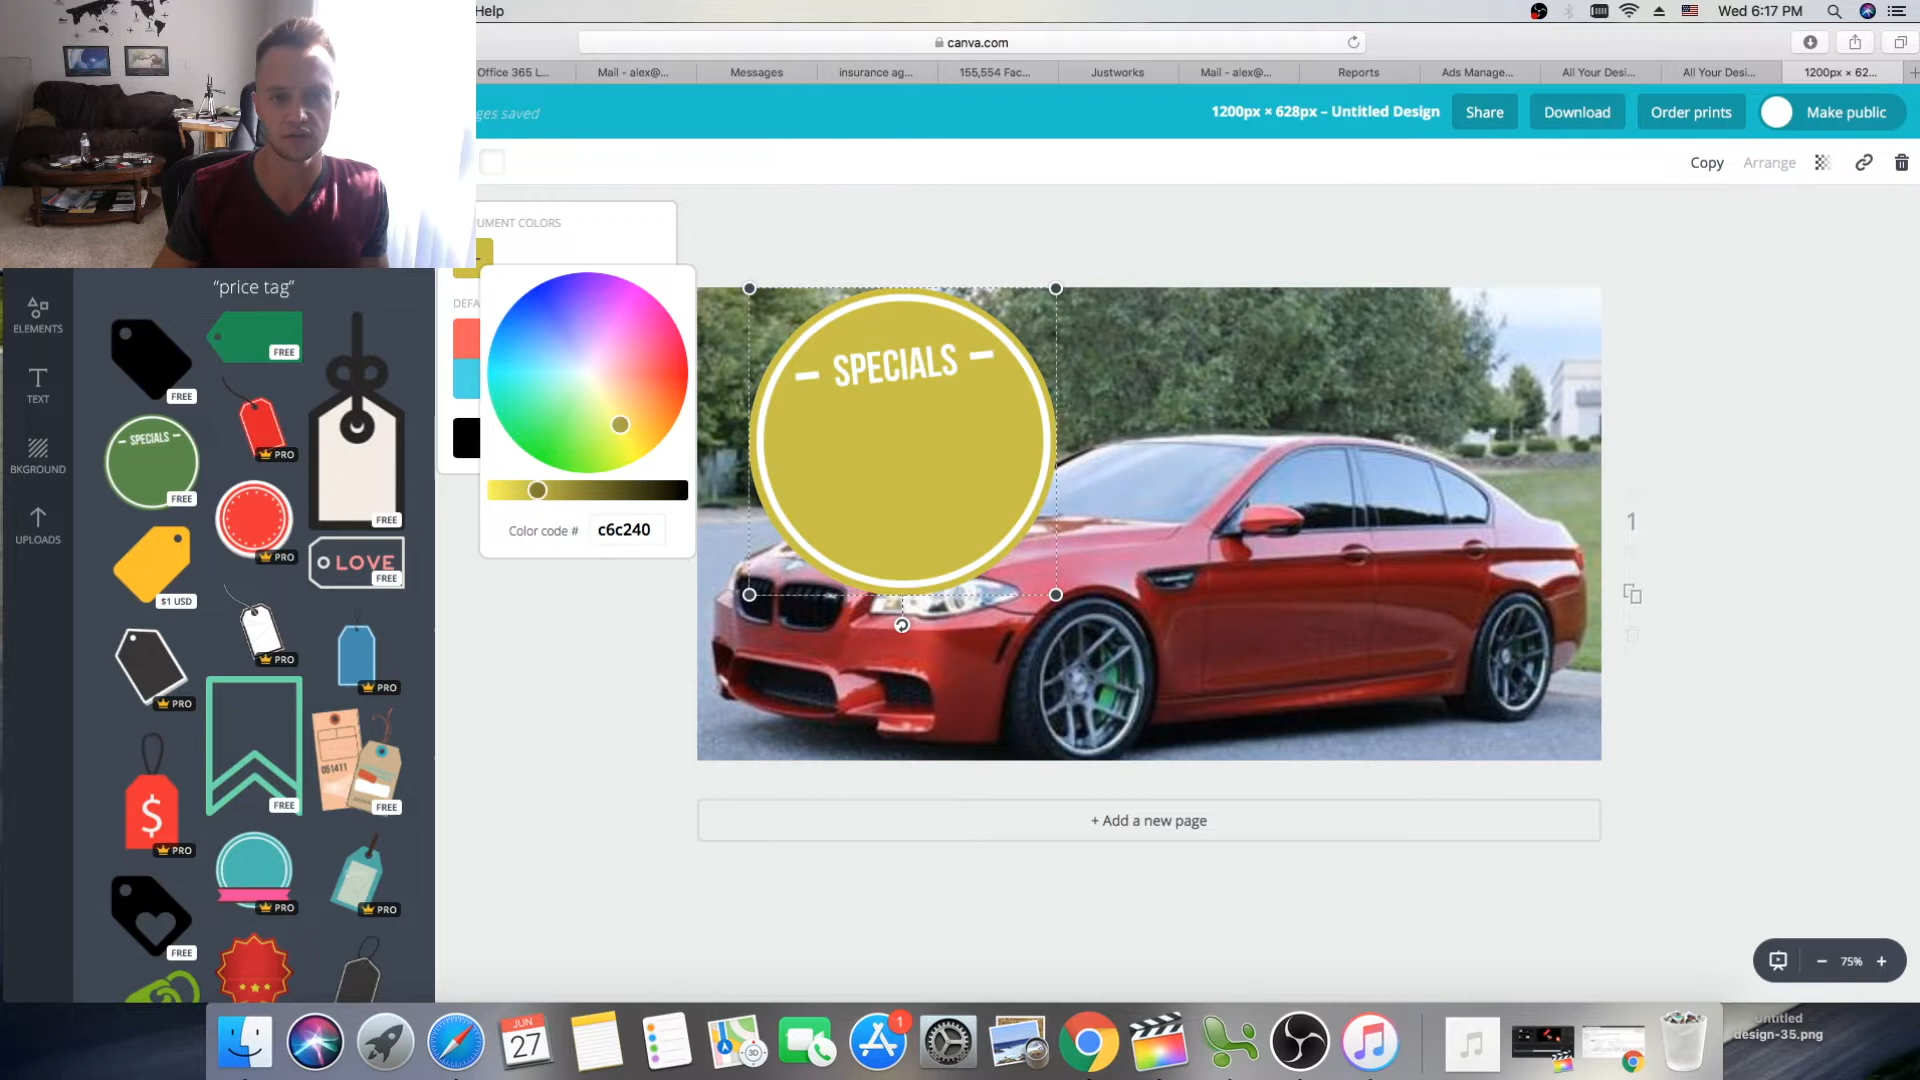 Help
Wed 6:17 PM
canva.com
Office 365 L...
Mail - alex@...
Messages
insurance ag...
155,554 Fac...
Justworks
Mail - alex@...
Reports
Ads Manage...
All Your Desi...
All Your Desi...
1200px × 62...
ges saved
1200px × 628px – Untitled Design
Share
Download
Order prints
Make public
Copy
Arrange
UMENT COLORS
DEFA
Color code #
c6c240
“price tag”
ELEMENTS
TEXT
BKGROUND
UPLOADS
FREE
FREE
PRO
– SPECIALS –
FREE
FREE
PRO
LOVE
FREE
$1 USD
PRO
PRO
PRO
051411
FREE
FREE
$
PRO
PRO
PRO
FREE
– SPECIALS –
1
+ Add a new page
75%
JUN
27
3D
1
Untitled
design-35.png